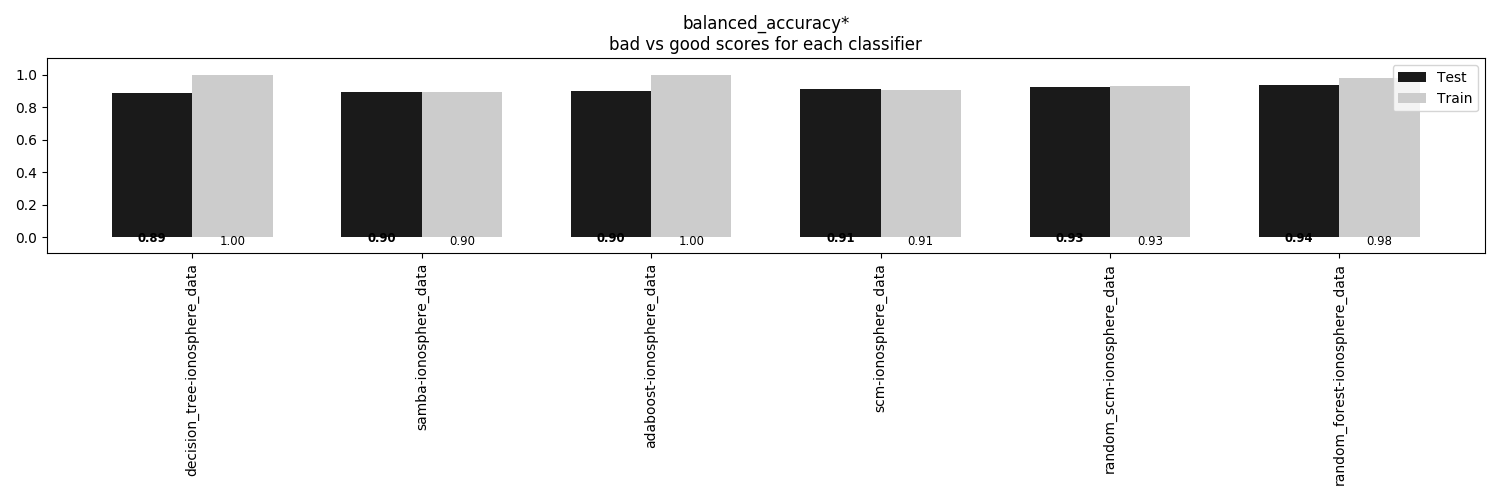 balanced_accuracy*
bad vs good scores for each classifier
1.0
0.8
0.6
0.4
0.2
0.0
Test
Train
0.89
1.00
0.90
0.90
0.90
1.00
0.91
0.91
0.93
0.93
0.94
0.98
decision_tree-ionosphere_data
samba-ionosphere_data
adaboost-ionosphere_data
scm-ionosphere_data
random_scm-ionosphere_data
random_forest-ionosphere_data